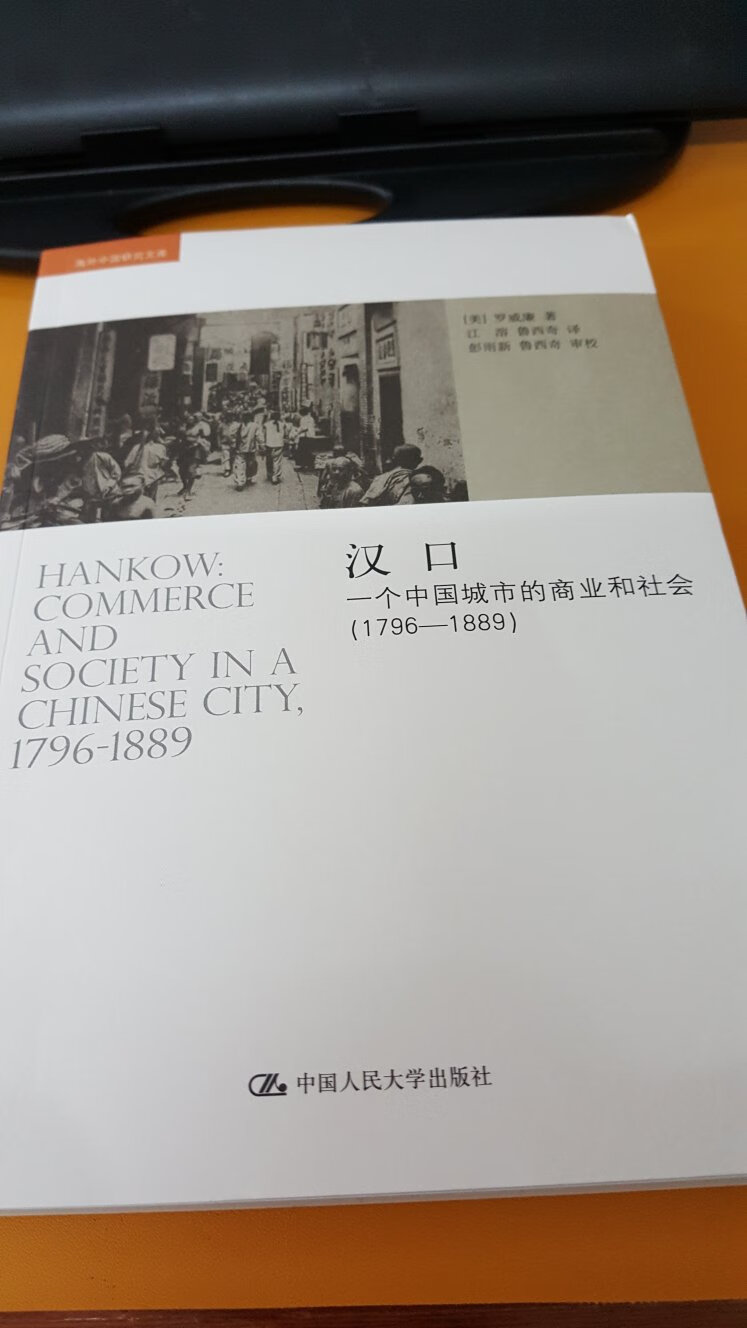 海外中国研究文库
[美] 罗威廉 著
江 溶 鲁西奇 译
彭雨新 鲁西奇 审校
HANKOW:
COMMERCE
AND
SOCIETY IN A
CHINESE CITY,
1796-1889
汉 口
一个中国城市的商业和社会
(1796—1889)
中国人民大学出版社